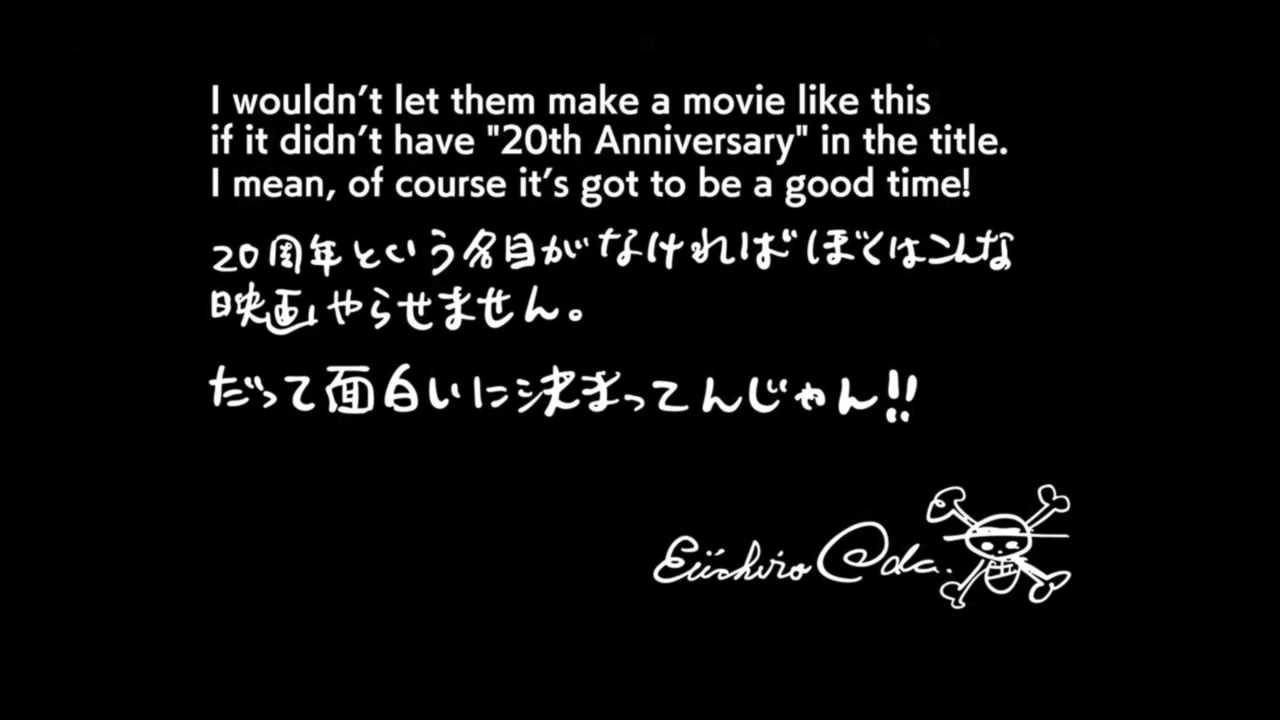 I wouldn’t let them make a movie like this
if it didn’t have "20th Anniversary" in the title.
I mean, of course it’s got to be a good time!
20周年という名目がなければぼくはこんな
映画やらせません。
だって面白いに決まってんじゃん!!
Eiichiro Oda.